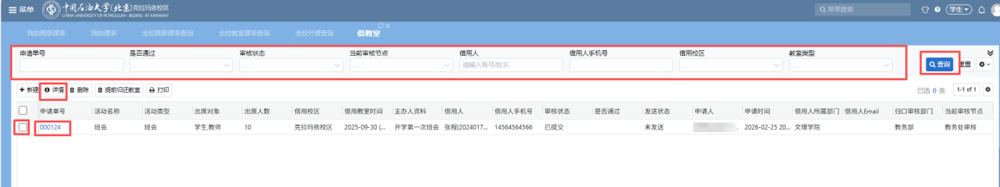 菜单 中国石油大学(北京)克拉玛依校区 菜单搜索 学生
CHINA UNIVERSITY OF PETROLEUM - BEIJING AT KARAMAY
我的班级课表 我的课表 全校班级课表查询 全校教室课表查询 全校开课查询 借教室
申请单号 是否通过 审核状态 当前审核节点 借用人 借用人手机号 借用校区 教室类型
... ... ... 请输入账号/姓名 ... ... 查询 重置
新建 详情 删除 提前归还教室 打印 已选 0 条 1-1 of 1
申请单号 活动名称 活动类型 出席对象 出席人数 借用校区 借用教室时间 主办人资料 借用人 借用人手机号 审核状态 是否通过 发送状态 申请人 申请时间 借用人所属部门 借用人Email 归口审核部门 当前审核节点
000124 班会 班会 学生,教师 10 克拉玛依校区 2025-09-30 (... 开学第一次班会 张程(2024017... 14564564566 已提交 未发送 2026-02-25 20... 文理学院 教务部 教务处审核